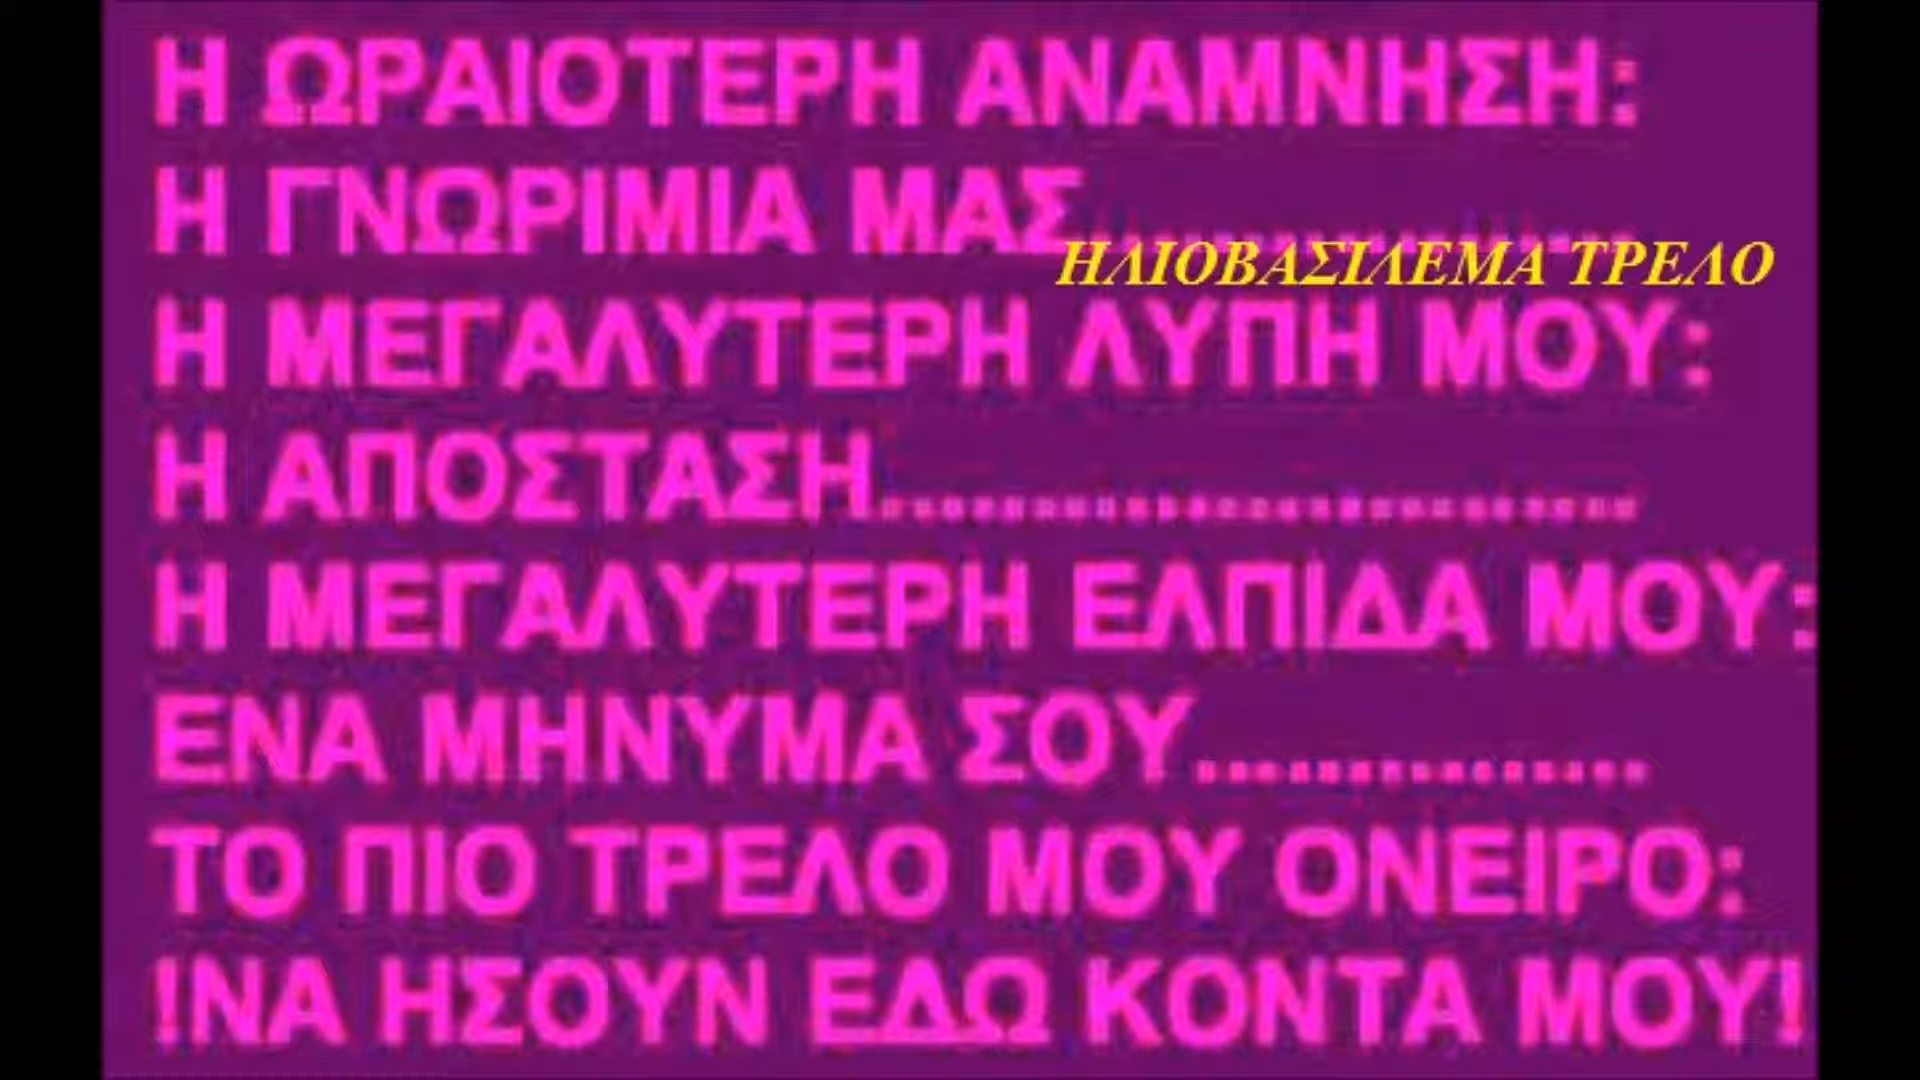 Η ΩΡΑΙΟΤΕΡΗ ΑΝΑΜΝΗΣΗ:
Η ΓΝΩΡΙΜΙΑ ΜΑΣ..................
ΗΛΙΟΒΑΣΙΛΕΜΑ ΤΡΕΛΟ
Η ΜΕΓΑΛΥΤΕΡΗ ΛΥΠΗ ΜΟΥ:
Η ΑΠΟΣΤΑΣΗ.........................
Η ΜΕΓΑΛΥΤΕΡΗ ΕΛΠΙΔΑ ΜΟΥ:
ΕΝΑ ΜΗΝΥΜΑ ΣΟΥ...............
ΤΟ ΠΙΟ ΤΡΕΛΟ ΜΟΥ ΟΝΕΙΡΟ:
!ΝΑ ΗΣΟΥΝ ΕΔΩ ΚΟΝΤΑ ΜΟΥ!